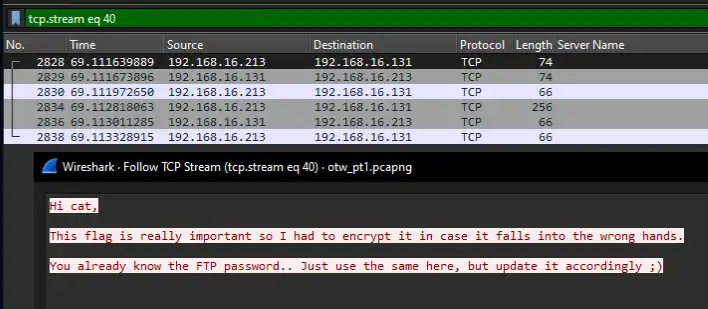 tcp.stream eq 40
No. Time Source Destination Protocol Length Server Name
2828 69.111639889 192.168.16.213 192.168.16.131 TCP 74
2829 69.111673896 192.168.16.131 192.168.16.213 TCP 74
2830 69.111972650 192.168.16.213 192.168.16.131 TCP 66
2834 69.112818063 192.168.16.213 192.168.16.131 TCP 256
2836 69.113011285 192.168.16.131 192.168.16.213 TCP 66
2838 69.113328915 192.168.16.213 192.168.16.131 TCP 66
Wireshark · Follow TCP Stream (tcp.stream eq 40) · otw_pt1.pcapng
Hi cat,
This flag is really important so I had to encrypt it in case it falls into the wrong hands.
You already know the FTP password.. Just use the same here, but update it accordingly ;)